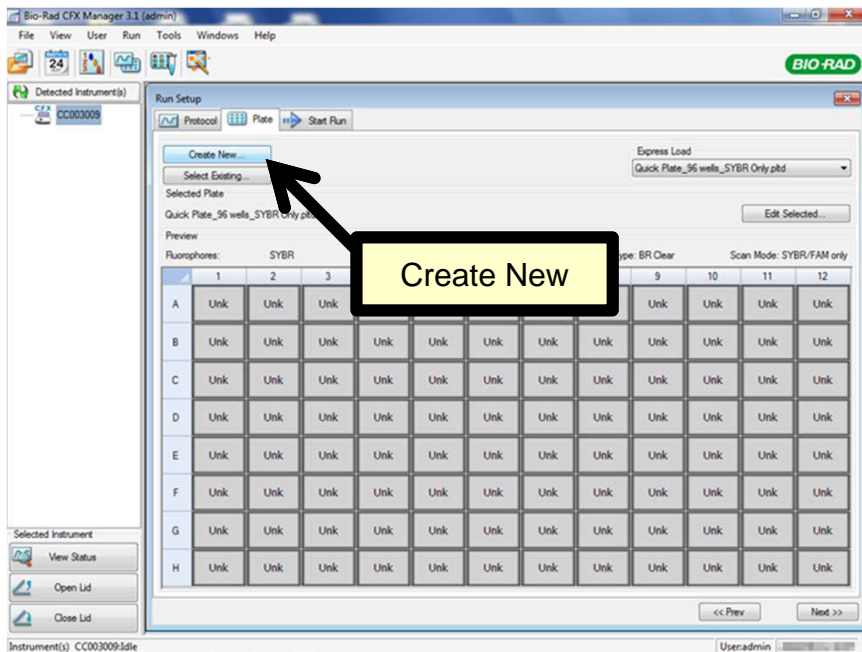 Bio-Rad CFX Manager 3.1 (admin)
File View User Run Tools Windows Help
24
BIO-RAD
Detected Instrument(s)
CFX
CC003009
Run Setup
Protocol Plate Start Run
Create New...
Express Load
Quick Plate_96 wells_SYBR Only.pltd
Select Existing...
Selected Plate
Quick Plate_96 wells_SYBR Only
Edit Selected...
Preview
Fluorophores: SYBR
BR Clear
Scan Mode: SYBR/FAM only
Create New
1 2 3 9 10 11 12
A Unk Unk Unk Unk Unk Unk Unk
B Unk Unk Unk Unk Unk Unk Unk Unk Unk Unk Unk Unk
C Unk Unk Unk Unk Unk Unk Unk Unk Unk Unk Unk Unk
D Unk Unk Unk Unk Unk Unk Unk Unk Unk Unk Unk Unk
E Unk Unk Unk Unk Unk Unk Unk Unk Unk Unk Unk Unk
F Unk Unk Unk Unk Unk Unk Unk Unk Unk Unk Unk Unk
G Unk Unk Unk Unk Unk Unk Unk Unk Unk Unk Unk Unk
H Unk Unk Unk Unk Unk Unk Unk Unk Unk Unk Unk Unk
Selected Instrument
View Status
Open Lid
Close Lid
<< Prev Next >>
Instrument(s) CC003009:Idle
User:admin